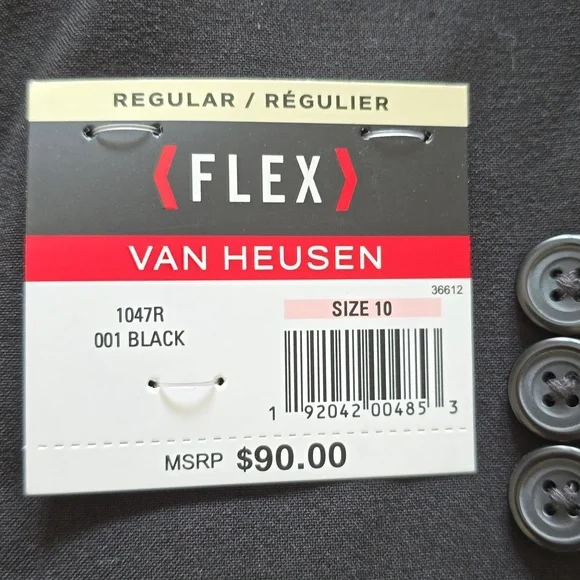 REGULAR / RÉGULIER
⟨FLEX⟩
VAN HEUSEN
36612
1047R
001 BLACK
SIZE 10
1 92042 00485 3
MSRP $90.00